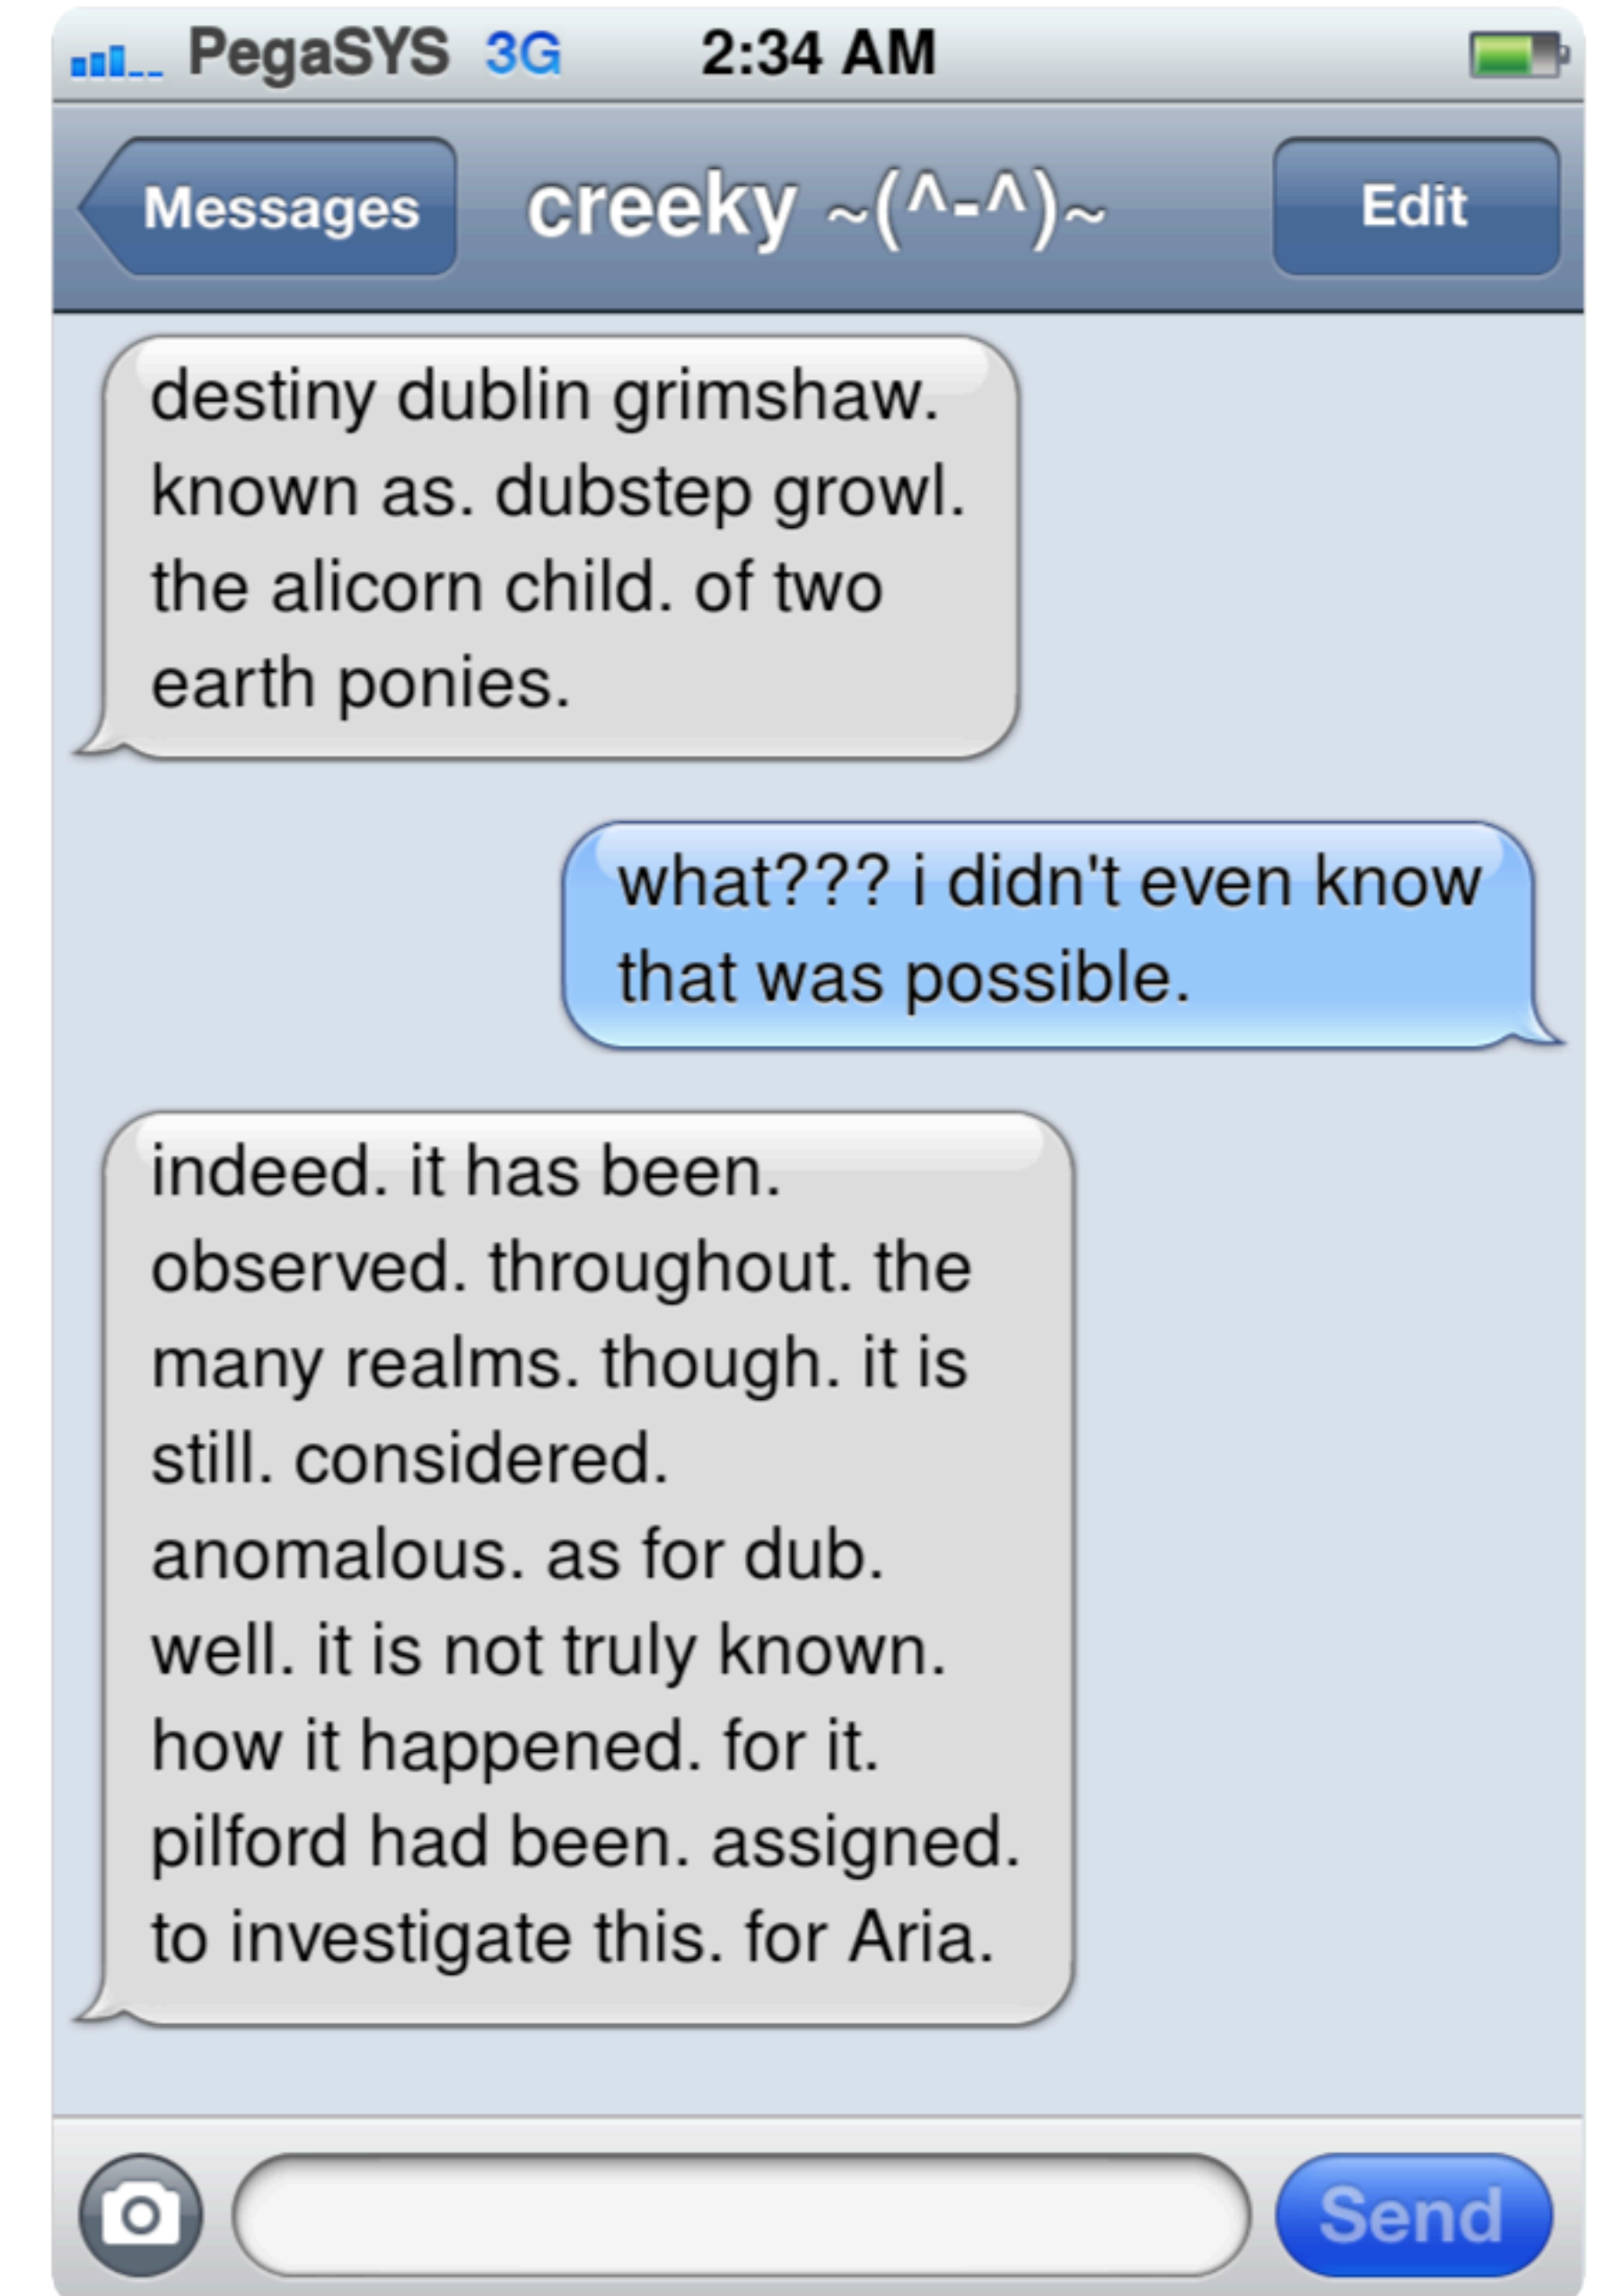 PegaSYS 3G 2:34 AM
Messages creeky ~(^-^)~ Edit
destiny dublin grimshaw.
known as. dubstep growl.
the alicorn child. of two
earth ponies.
what??? i didn't even know
that was possible.
indeed. it has been.
observed. throughout. the
many realms. though. it is
still. considered.
anomalous. as for dub.
well. it is not truly known.
how it happened. for it.
pilford had been. assigned.
to investigate this. for Aria.
Send